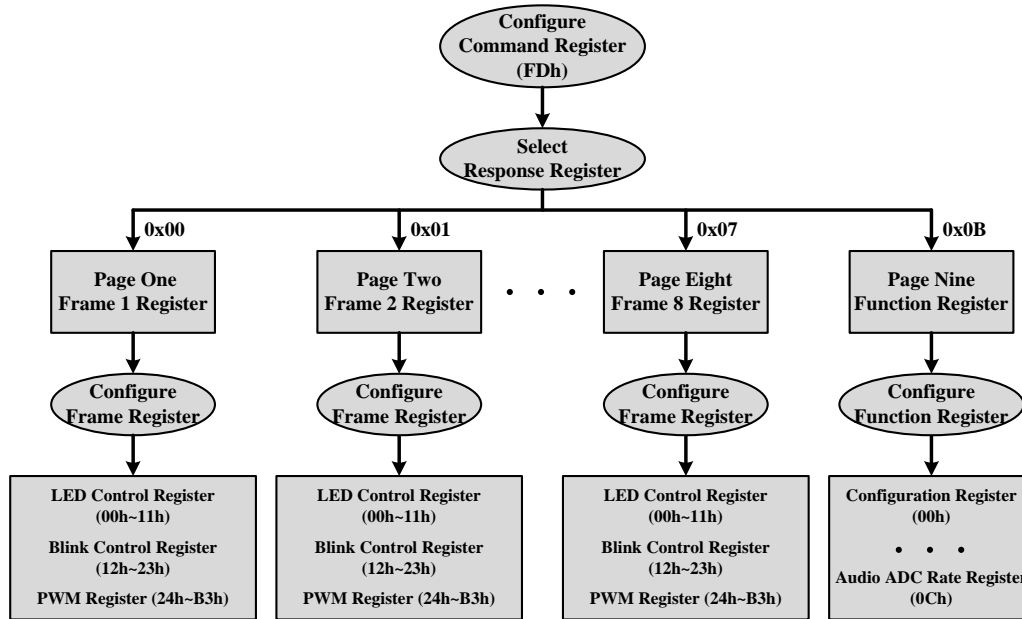 Configure
Command Register
(FDh)
Select
Response Register
0x00
0x01
0x07
0x0B
Page One
Frame 1 Register
Page Two
Frame 2 Register
. . .
Page Eight
Frame 8 Register
Page Nine
Function Register
Configure
Frame Register
Configure
Frame Register
Configure
Frame Register
Configure
Function Register
LED Control Register
(00h~11h)
Blink Control Register
(12h~23h)
PWM Register (24h~B3h)
LED Control Register
(00h~11h)
Blink Control Register
(12h~23h)
PWM Register (24h~B3h)
LED Control Register
(00h~11h)
Blink Control Register
(12h~23h)
PWM Register (24h~B3h)
Configuration Register
(00h)
. . .
Audio ADC Rate Register
(0Ch)